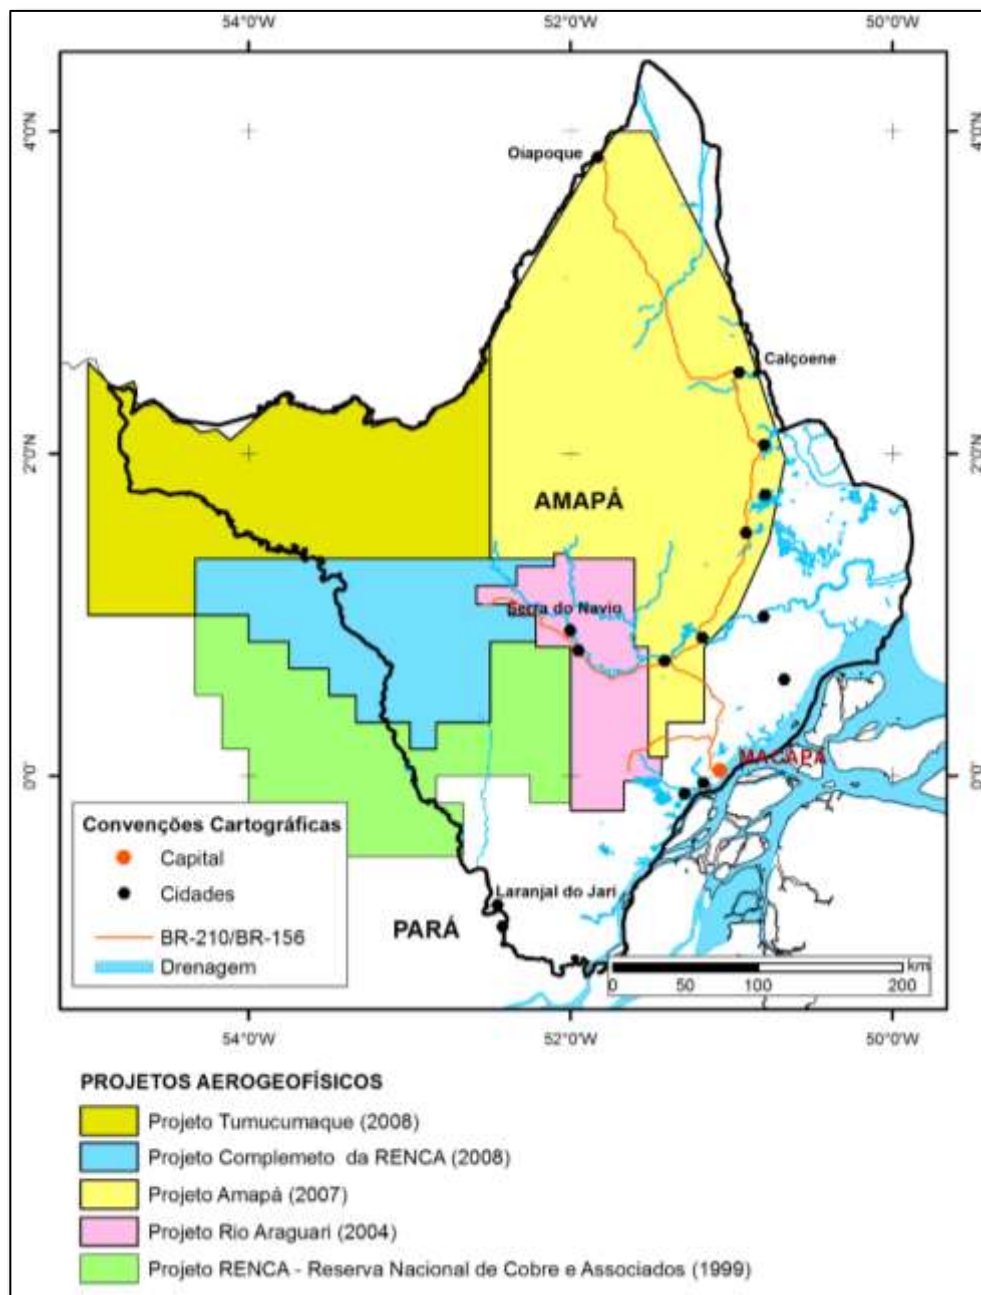 54°0'W 52°0'W 50°0'W
4°0'N 4°0'N
Oiapoque
Calçoene
2°0'N 2°0'N
AMAPÁ
Serra do Navio
MACAPÁ
0°0' 0°0'
Convenções Cartográficas
Capital
Cidades
BR-210/BR-156
Drenagem
Laranjal do Jari
PARÁ
km
0 50 100 200
54°0'W 52°0'W 50°0'W
PROJETOS AEROGEOFÍSICOS
Projeto Tumucumaque (2008)
Projeto Complemeto da RENCA (2008)
Projeto Amapá (2007)
Projeto Rio Araguari (2004)
Projeto RENCA - Reserva Nacional de Cobre e Associados (1999)